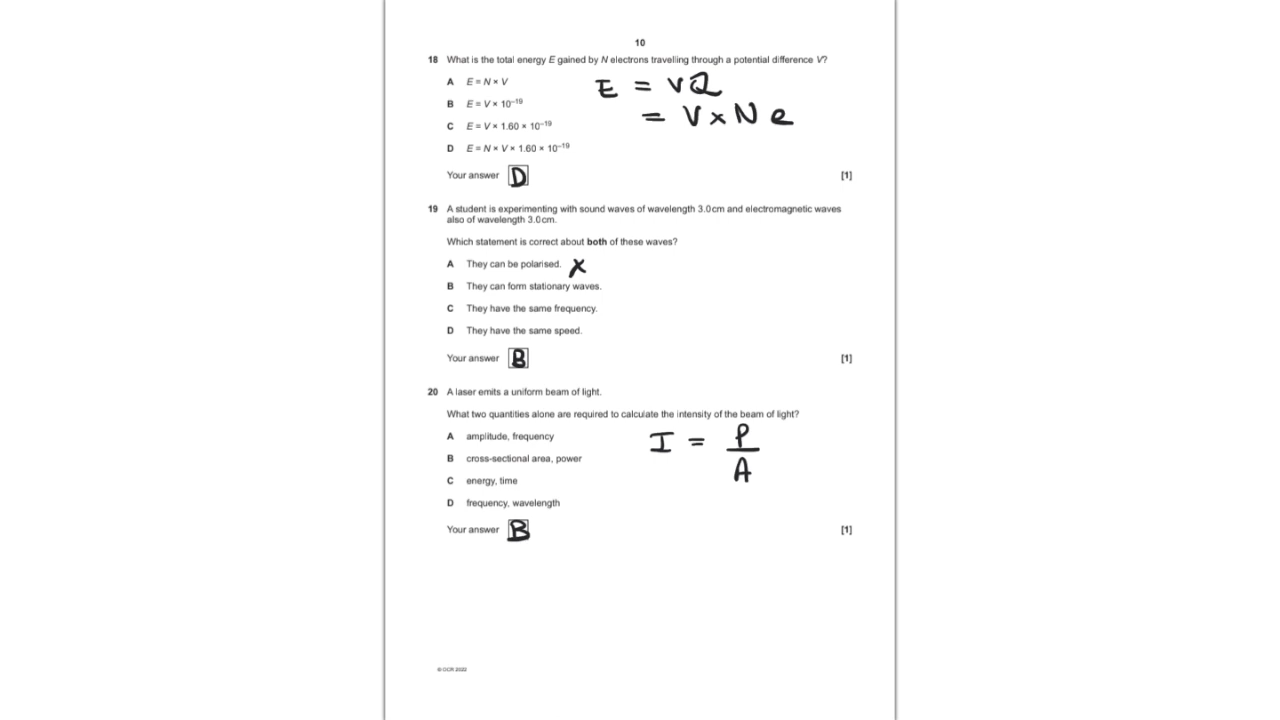 10
18 What is the total energy E gained by N electrons travelling through a potential difference V?
A E = N × V
B E = V × 10⁻¹⁹
C E = V × 1.60 × 10⁻¹⁹
D E = N × V × 1.60 × 10⁻¹⁹
E = VQ
= V × N e
Your answer D [1]
19 A student is experimenting with sound waves of wavelength 3.0 cm and electromagnetic waves
also of wavelength 3.0 cm.
Which statement is correct about both of these waves?
A They can be polarised. X
B They can form stationary waves.
C They have the same frequency.
D They have the same speed.
Your answer B [1]
20 A laser emits a uniform beam of light.
What two quantities alone are required to calculate the intensity of the beam of light?
A amplitude, frequency
B cross-sectional area, power
C energy, time
D frequency, wavelength
I = P
A
Your answer B [1]
© OCR 2022